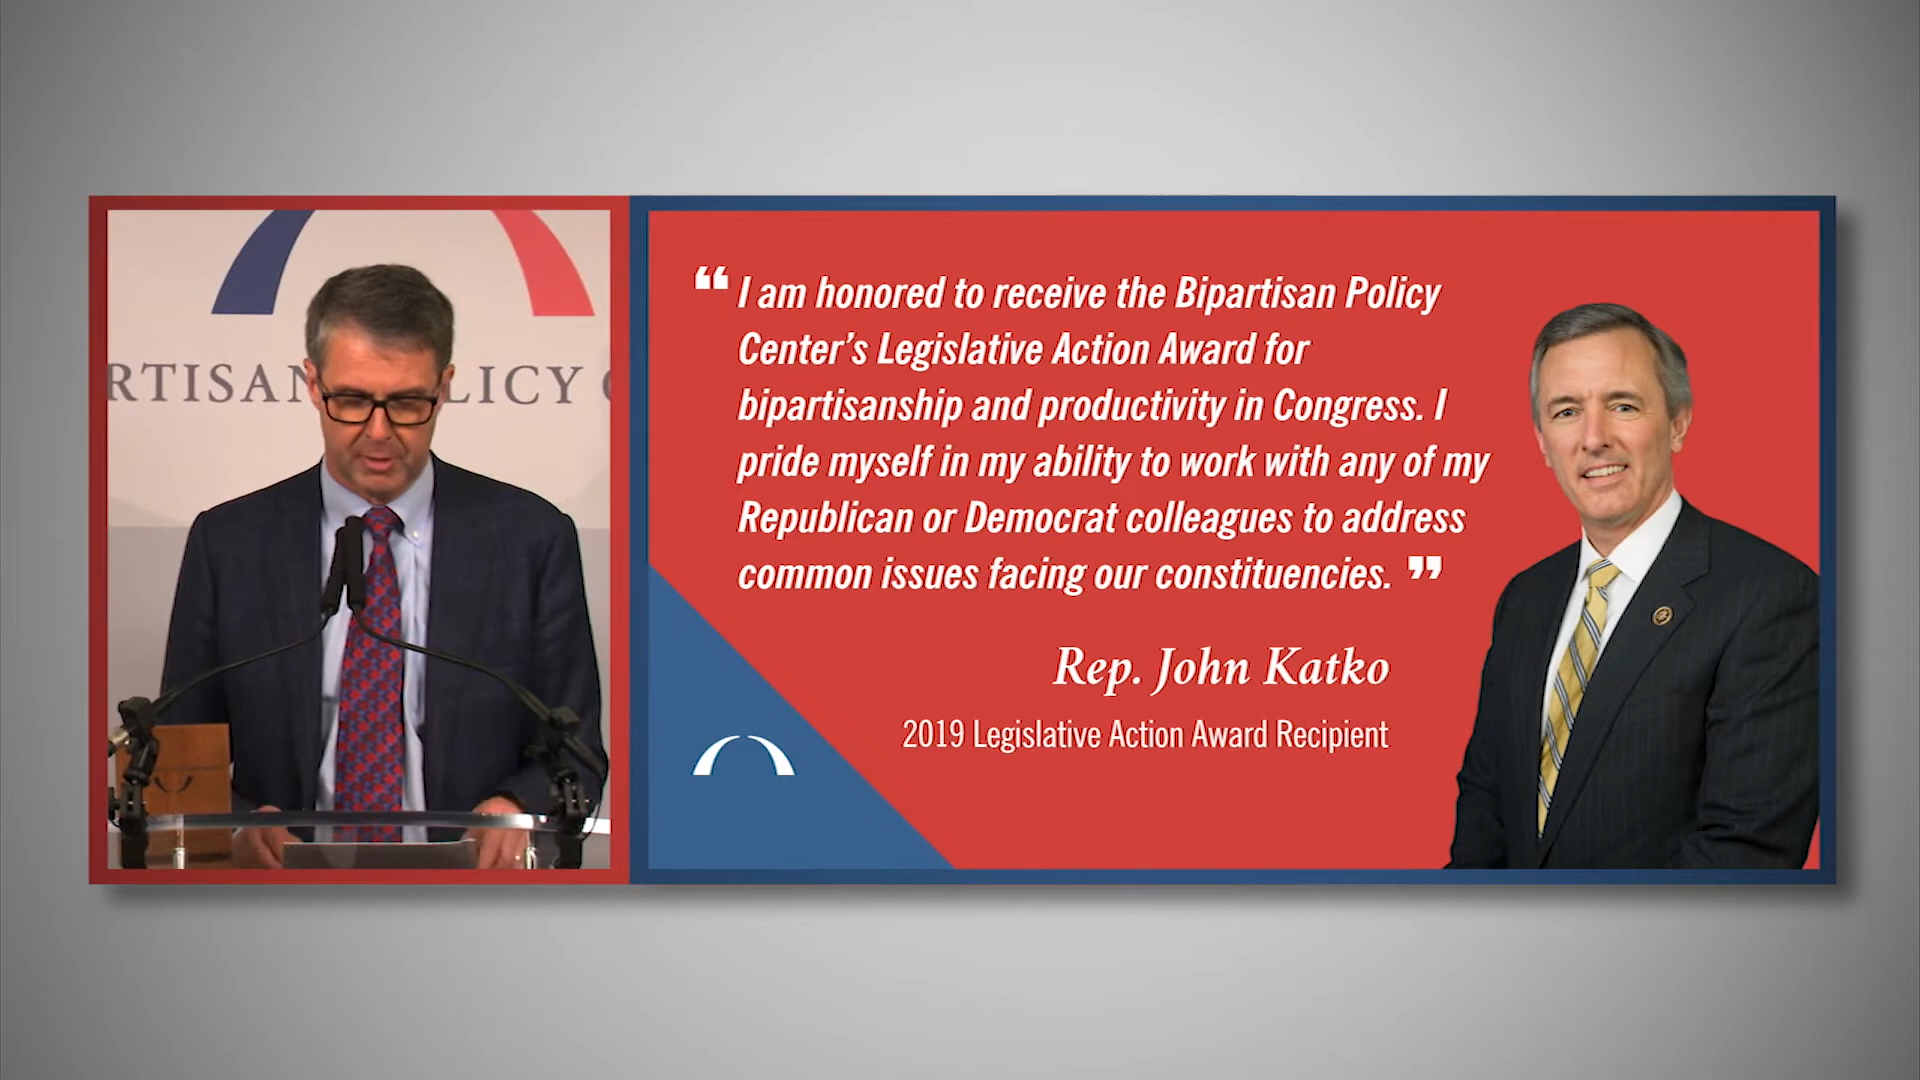 RTISAN POLICY C
“ I am honored to receive the Bipartisan Policy
Center’s Legislative Action Award for
bipartisanship and productivity in Congress. I
pride myself in my ability to work with any of my
Republican or Democrat colleagues to address
common issues facing our constituencies. ”
Rep. John Katko
2019 Legislative Action Award Recipient